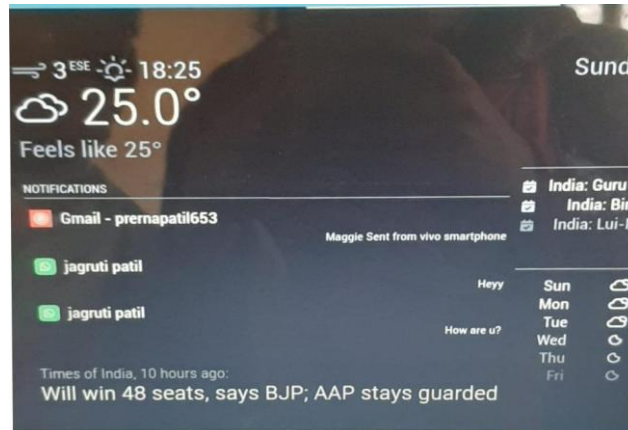 3 ESE 18:25
Sund
25.0°
Feels like 25°
NOTIFICATIONS
Gmail - prernapatil653
Maggie Sent from vivo smartphone
jagruti patil
Heyy
jagruti patil
How are u?
India: Guru
India: Bir
India: Lui-
Sun
Mon
Tue
Wed
Thu
Fri
Times of India, 10 hours ago:
Will win 48 seats, says BJP; AAP stays guarded